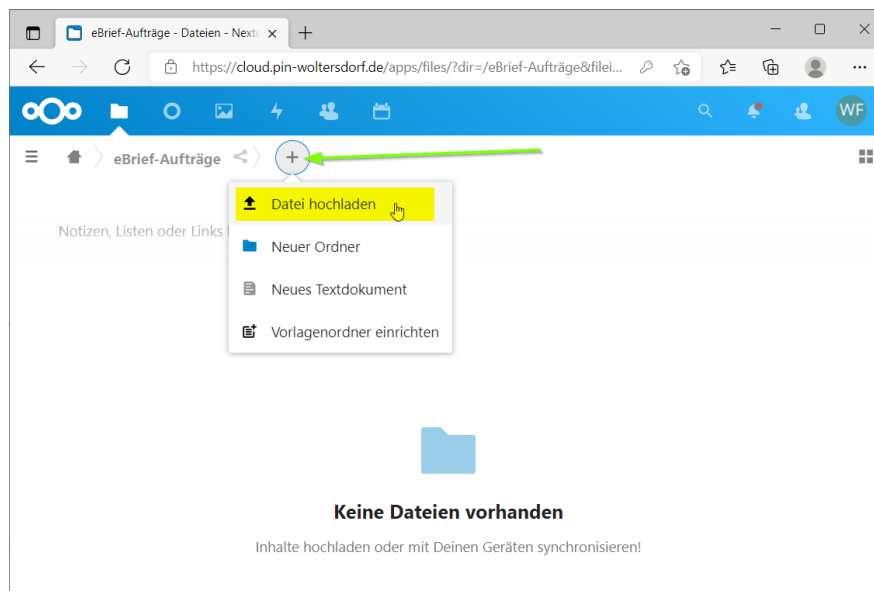 eBrief-Aufträge - Dateien - Nextc
https://cloud.pin-woltersdorf.de/apps/files/?dir=/eBrief-Aufträge&filei...
WF
eBrief-Aufträge
Datei hochladen
Notizen, Listen oder Links
Neuer Ordner
Neues Textdokument
Vorlagenordner einrichten
Keine Dateien vorhanden
Inhalte hochladen oder mit Deinen Geräten synchronisieren!